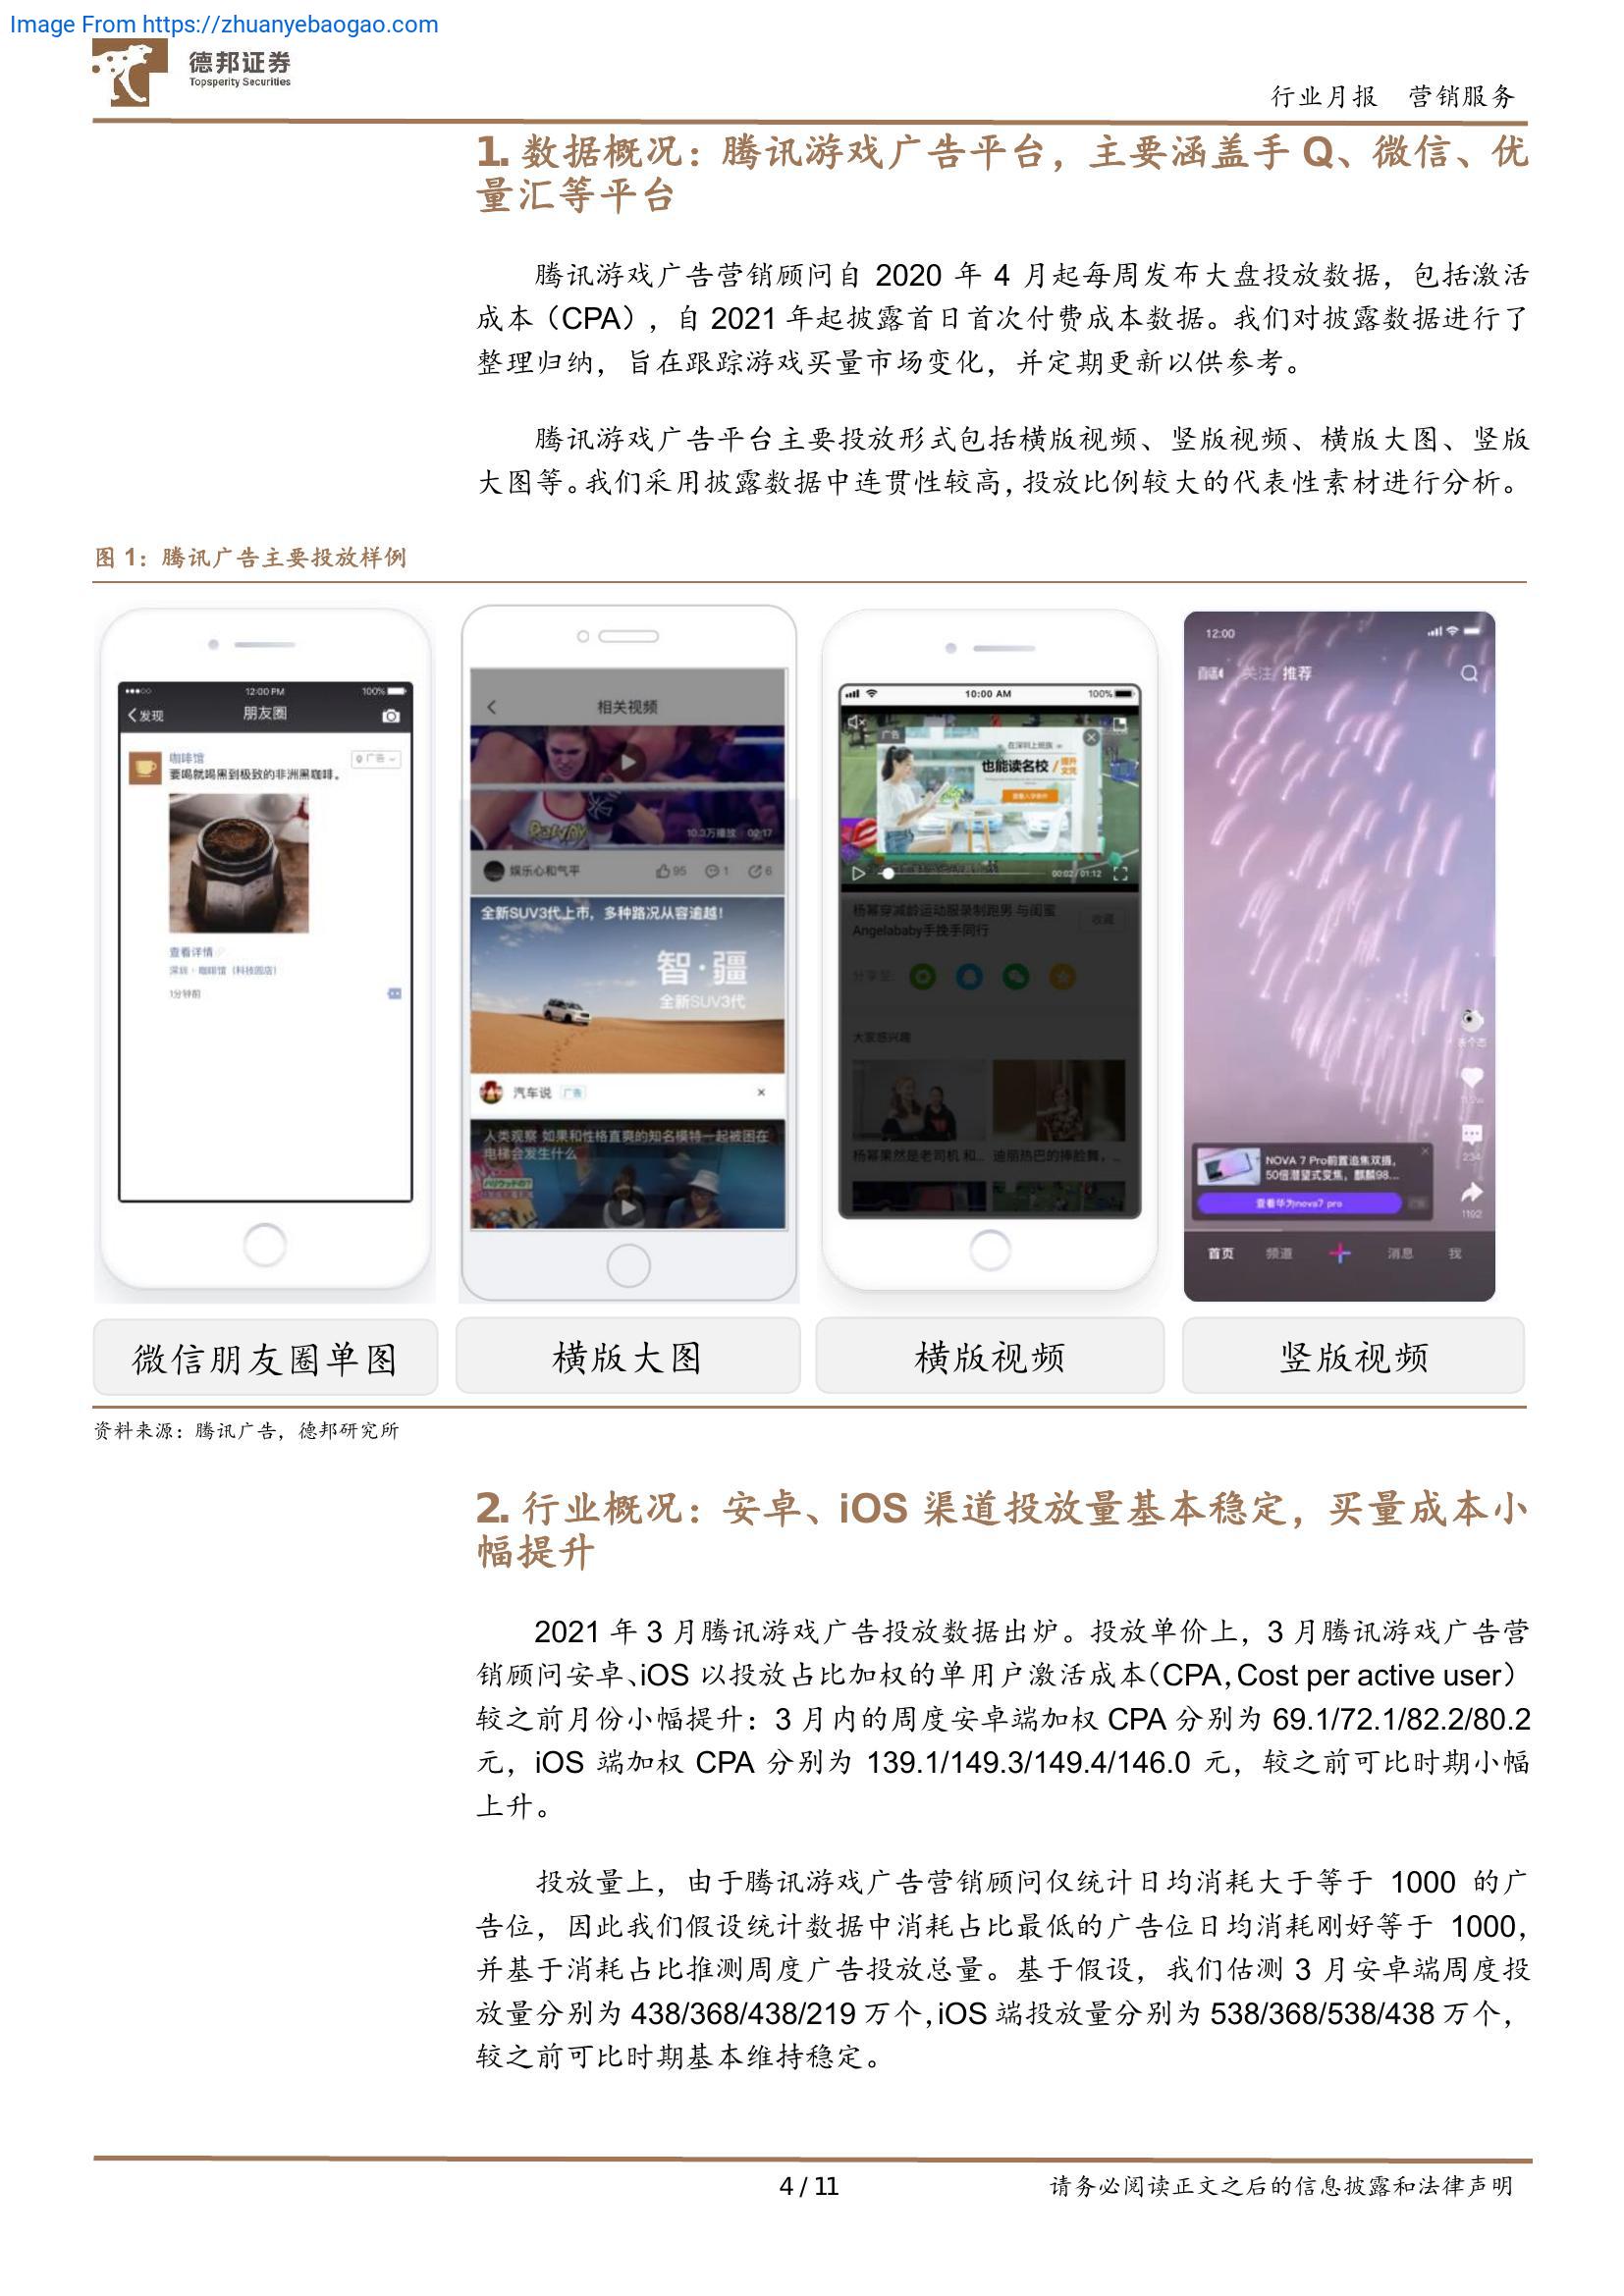 Image From https://zhuanyebaogao.com
德邦证券
Topsperity Securities
行业月报 营销服务
1. 数据概况：腾讯游戏广告平台，主要涵盖手 Q、微信、优
量汇等平台
腾讯游戏广告营销顾问自 2020 年 4 月起每周发布大盘投放数据，包括激活
成本（CPA），自 2021 年起披露首日首次付费成本数据。我们对披露数据进行了
整理归纳，旨在跟踪游戏买量市场变化，并定期更新以供参考。
腾讯游戏广告平台主要投放形式包括横版视频、竖版视频、横版大图、竖版
大图等。我们采用披露数据中连贯性较高，投放比例较大的代表性素材进行分析。
图 1：腾讯广告主要投放样例
12:00 PM
100%
发现
朋友圈
咖啡馆
广告
要喝就喝黑到极致的非洲黑咖啡。
查看详情
深圳·咖啡馆（科技园店）
1分钟前
相关视频
10.3万播放 02:17
娱乐心和气平
95
1
6
全新SUV3代上市，多种路况从容逾越！
智·疆
全新SUV3代
汽车说 广告
人类观察 如果和性格直爽的知名模特一起被困在
电梯会发生什么
10:00 AM
100%
广告
在深圳上班族
也能读名校/提升文凭
00:02/01:12
杨幂穿减龄运动服录制跑男 与闺蜜
Angelababy手挽手同行
收藏
分享至
大家感兴趣
杨幂果然是老司机 和...
迪丽热巴的捧脸舞，...
12:00
关注 推荐
NOVA 7 Pro前置追焦双摄，
50倍潜望式变焦，麒麟98...
查看华为nova7 pro
234
1192
首页
频道
消息
我
微信朋友圈单图
横版大图
横版视频
竖版视频
资料来源：腾讯广告，德邦研究所
2. 行业概况：安卓、iOS 渠道投放量基本稳定，买量成本小
幅提升
2021 年 3 月腾讯游戏广告投放数据出炉。投放单价上，3 月腾讯游戏广告营
销顾问安卓、iOS 以投放占比加权的单用户激活成本（CPA，Cost per active user）
较之前月份小幅提升：3 月内的周度安卓端加权 CPA 分别为 69.1/72.1/82.2/80.2
元，iOS 端加权 CPA 分别为 139.1/149.3/149.4/146.0 元，较之前可比时期小幅
上升。
投放量上，由于腾讯游戏广告营销顾问仅统计日均消耗大于等于 1000 的广
告位，因此我们假设统计数据中消耗占比最低的广告位日均消耗刚好等于 1000，
并基于消耗占比推测周度广告投放总量。基于假设，我们估测 3 月安卓端周度投
放量分别为 438/368/438/219 万个，iOS 端投放量分别为 538/368/538/438 万个，
较之前可比时期基本维持稳定。
4 / 11
请务必阅读正文之后的信息披露和法律声明